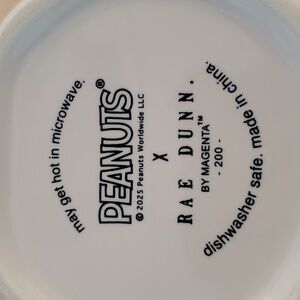 may get hot in microwave.
PEANUTS®
© 2025 Peanuts Worldwide LLC
X
RAE DUNN.
BY MAGENTA™
- 200 -
dishwasher safe. made in china.